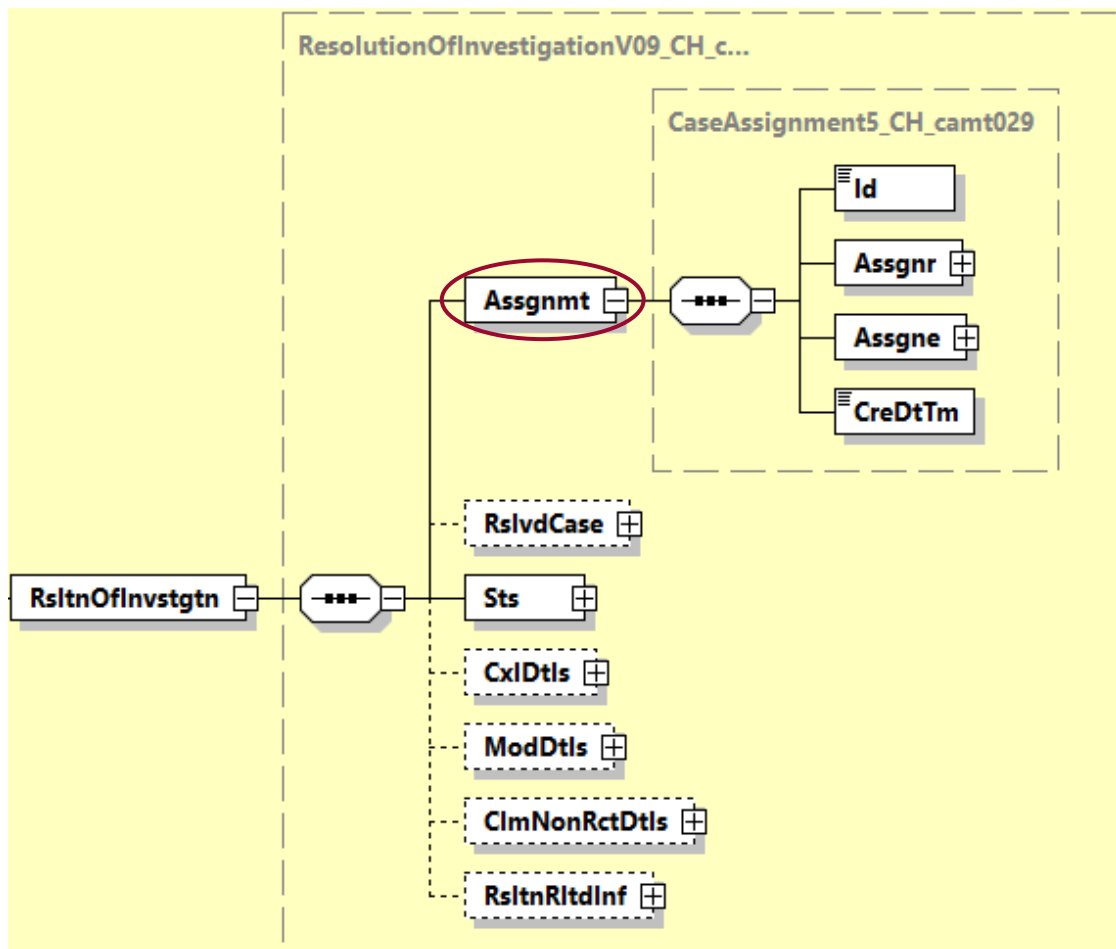 ResolutionOfInvestigationV09_CH_c...
CaseAssignment5_CH_camt029
Id
Assgnr
Assgnmt
Assgne
CreDtTm
RslvdCase
RsltnOfInvstgtn
Sts
CxlDtls
ModDtls
ClmNonRctDtls
RsltnRltdInf